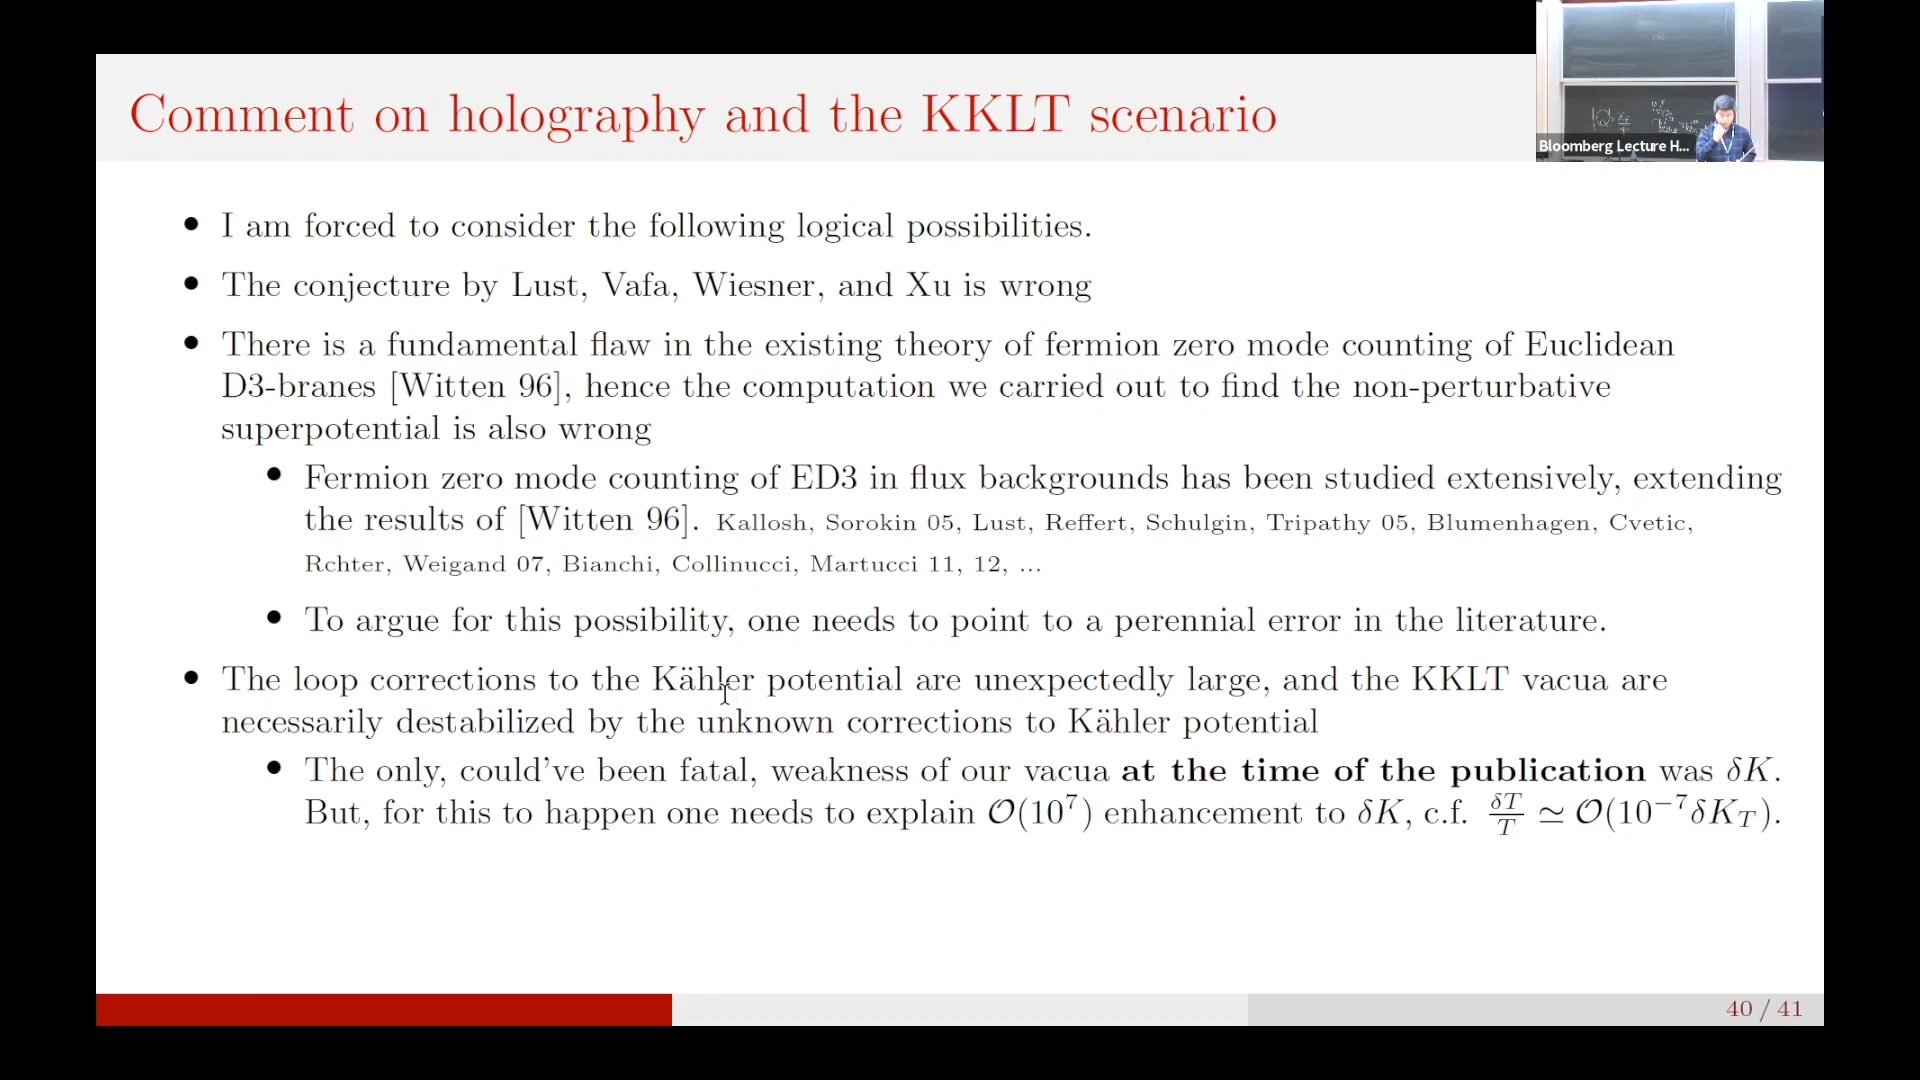 Comment on holography and the KKLT scenario
Bloomberg Lecture H...
• I am forced to consider the following logical possibilities.
• The conjecture by Lust, Vafa, Wiesner, and Xu is wrong
• There is a fundamental flaw in the existing theory of fermion zero mode counting of Euclidean
D3-branes [Witten 96], hence the computation we carried out to find the non-perturbative
superpotential is also wrong
• Fermion zero mode counting of ED3 in flux backgrounds has been studied extensively, extending
the results of [Witten 96]. Kallosh, Sorokin 05, Lust, Reffert, Schulgin, Tripathy 05, Blumenhagen, Cvetic,
Rchter, Weigand 07, Bianchi, Collinucci, Martucci 11, 12, ...
• To argue for this possibility, one needs to point to a perennial error in the literature.
• The loop corrections to the Kähler potential are unexpectedly large, and the KKLT vacua are
necessarily destabilized by the unknown corrections to Kähler potential
• The only, could've been fatal, weakness of our vacua at the time of the publication was δK.
But, for this to happen one needs to explain 𝒪(10⁷) enhancement to δK, c.f. δT/T ≃ 𝒪(10⁻⁷δK_T).
40 / 41